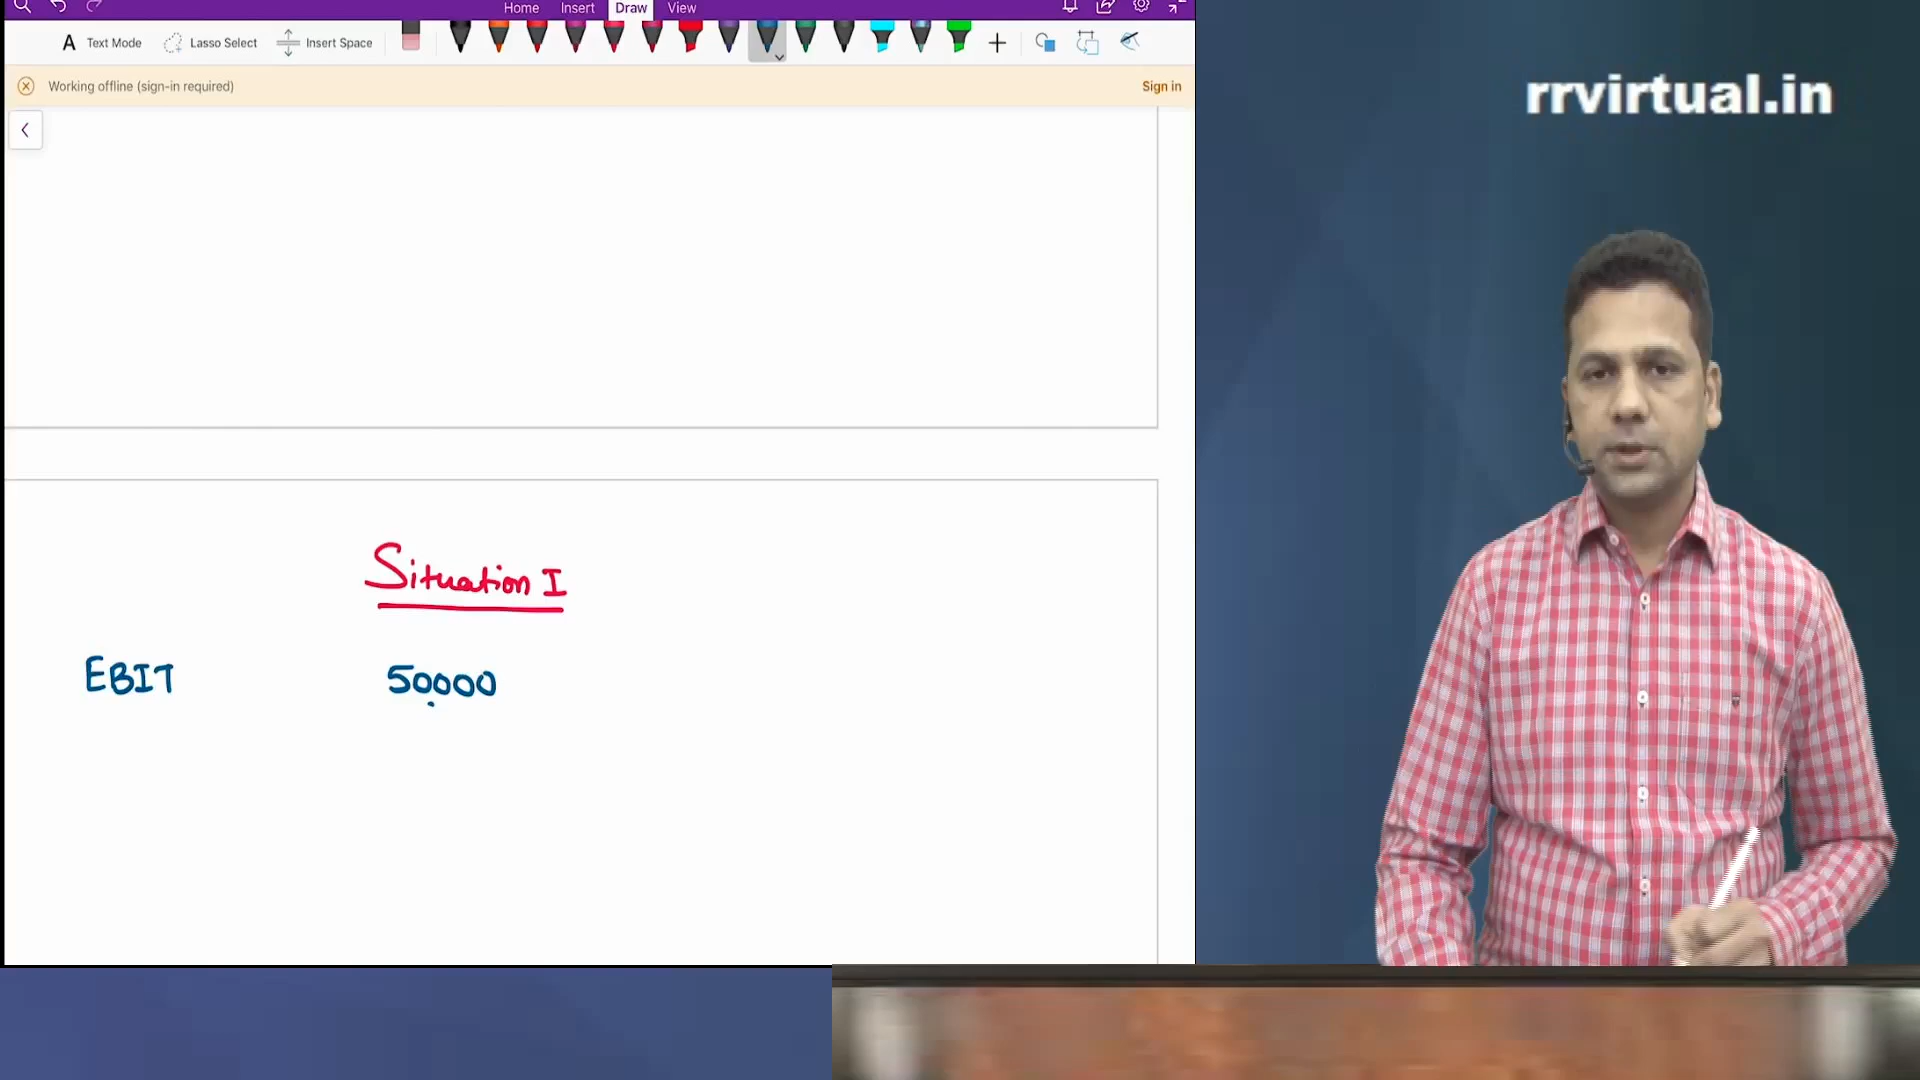 Home Insert Draw View
Text Mode Lasso Select Insert Space
Working offline (sign-in required) Sign in
rrvirtual.in
Situation I
EBIT 50000